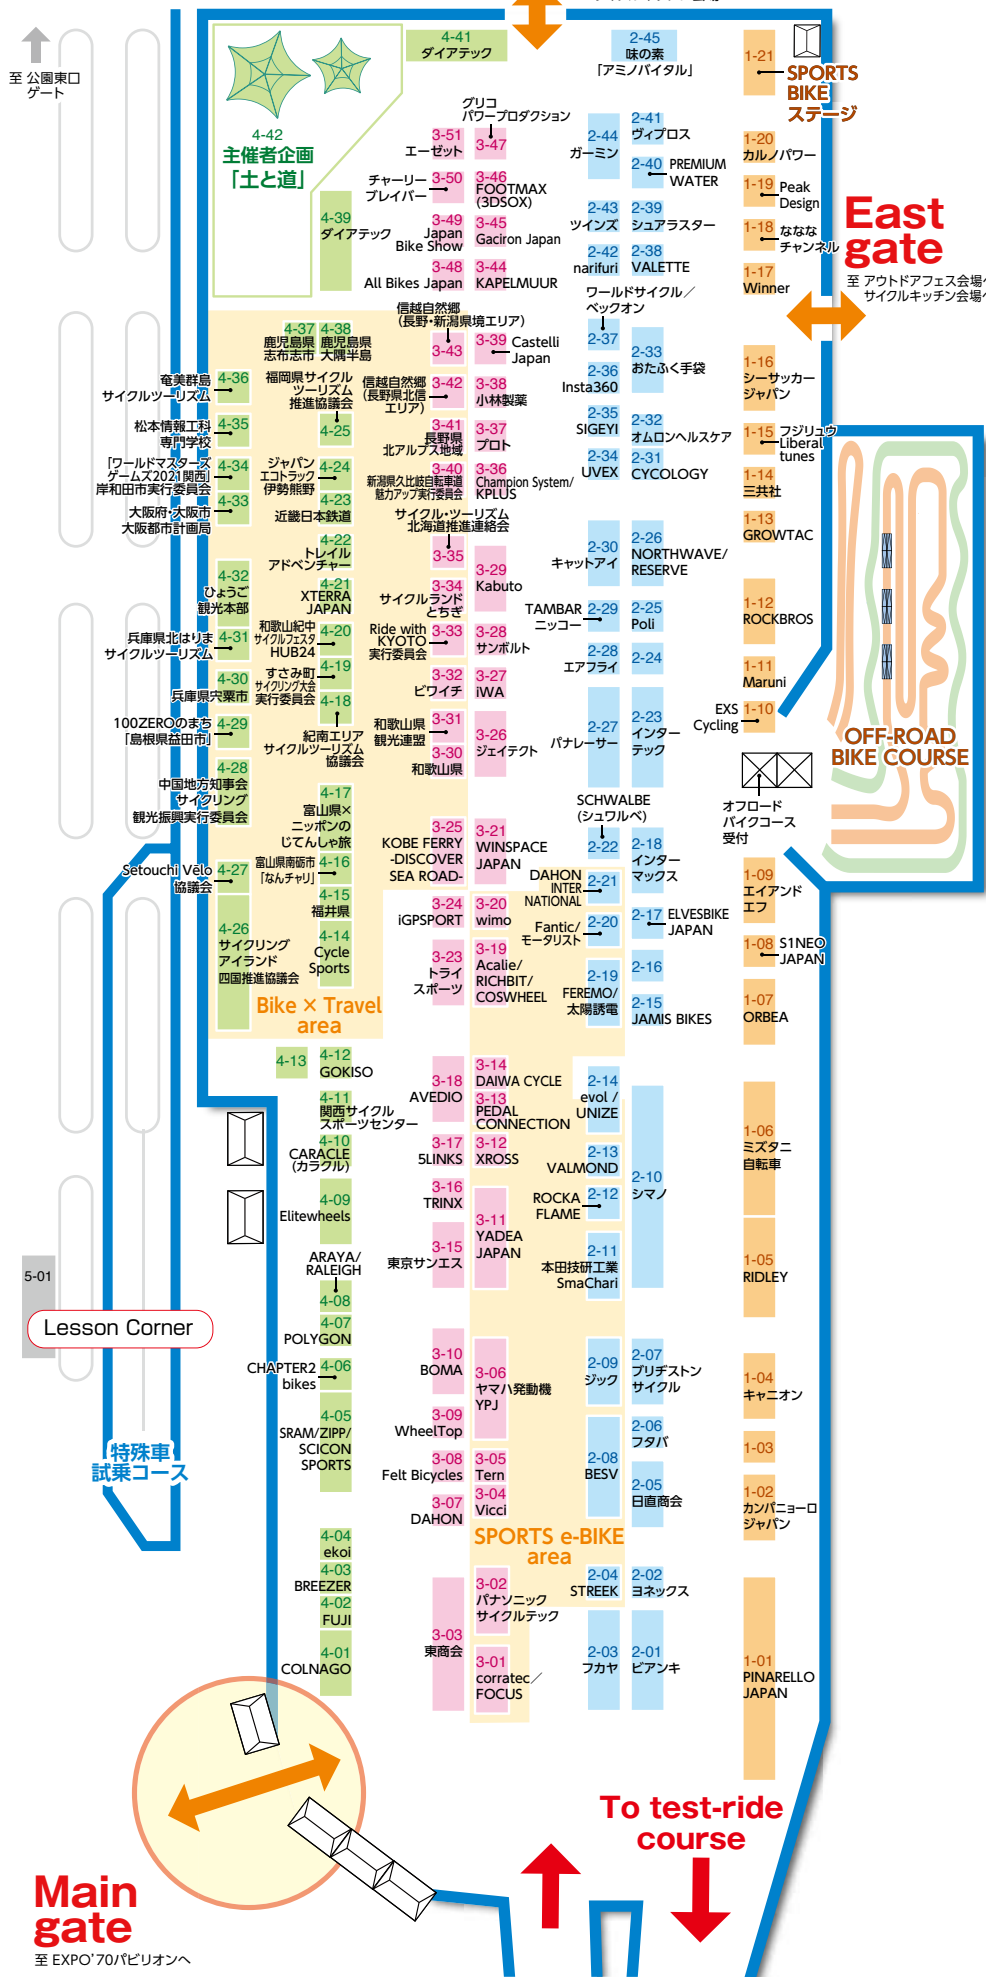 至 公園東口
ゲート
4-41
ダイアテック
2-45
味の素
「アミノバイタル」
1-21
SPORTS
BIKE
ステージ
4-42
主催者企画
「土と道」
4-39
ダイアテック
グリコ
パワープロダクション
3-51
エーゼット
3-47
チャーリー
ブレイバー
3-50
3-46
FOOTMAX
(3DSOX)
3-49
Japan
Bike Show
3-45
Gaciron Japan
3-48
All Bikes Japan
3-44
KAPELMUUR
2-44
ガーミン
2-41
ヴィプロス
2-40
PREMIUM
WATER
2-43
ツインズ
2-39
シュアラスター
2-42
narifuri
2-38
VALETTE
1-20
カルノパワー
1-19
Peak
Design
1-18
ななな
チャンネル
1-17
Winner
East
gate
至 アウトドアフェス会場へ
サイクルキッチン会場へ
4-37
鹿児島県
志布志市
4-38
鹿児島県
大隅半島
信越自然郷
(長野・新潟県境エリア)
3-43
3-39
Castelli
Japan
ワールドサイクル／
ベックオン
2-37
2-33
おたふく手袋
1-16
シーサッカー
ジャパン
奄美群島
サイクルツーリズム
4-36
福岡県サイクル
ツーリズム
推進協議会
4-25
信越自然郷
(長野県北信
エリア)
3-42
3-38
小林製薬
2-36
Insta360
松本情報工科
専門学校
4-35
3-41
長野県
北アルプス地域
3-37
プロト
2-35
SIGEYI
2-32
オムロンヘルスケア
1-15
フジリュウ
Liberal
tunes
「ワールドマスターズ
ゲームズ2021関西」
岸和田市実行委員会
4-34
ジャパン
エコトラック
伊勢熊野
4-24
3-40
新潟県久比岐自転車道
魅力アップ実行委員会
3-36
Champion System/
KPLUS
2-34
UVEX
2-31
CYCOLOGY
1-14
三共社
大阪府・大阪市
大阪都市計画局
4-33
4-23
近畿日本鉄道
サイクル・ツーリズム
北海道推進連絡会
3-35
1-13
GROWTAC
4-22
トレイル
アドベンチャー
2-30
キャットアイ
2-26
NORTHWAVE/
RESERVE
4-32
ひょうご
観光本部
4-21
XTERRA
JAPAN
3-34
サイクルランド
とちぎ
3-29
Kabuto
TAMBAR
ニッコー
2-29
2-25
Poli
1-12
ROCKBROS
兵庫県北はりま
サイクルツーリズム
4-31
和歌山紀中
サイクルフェスタ
HUB24
4-20
Ride with
KYOTO
実行委員会
3-33
3-28
サンボルト
2-28
エアフライ
2-24
4-30
兵庫県宍粟市
すさみ町
サイクリング大会
実行委員会
4-19
3-32
ビワイチ
3-27
iWA
1-11
Maruni
100ZEROのまち
「島根県益田市」
4-29
4-18
紀南エリア
サイクルツーリズム
協議会
和歌山県
観光連盟
3-31
3-30
和歌山県
3-26
ジェイテクト
2-27
パナレーサー
2-23
インター
テック
EXS
Cycling
1-10
OFF-ROAD
BIKE COURSE
4-28
中国地方知事会
サイクリング
観光振興実行委員会
4-17
富山県×
ニッポンの
じてんしゃ旅
オフロード
バイクコース
受付
3-25
KOBE FERRY
-DISCOVER
SEA ROAD-
3-21
WINSPACE
JAPAN
SCHWALBE
(シュワルベ)
2-22
2-18
インター
マックス
Setouchi Vélo
協議会
4-27
富山県南砺市
「なんチャリ」
4-16
DAHON
INTER
NATIONAL
2-21
1-09
エイアンド
エフ
4-26
サイクリング
アイランド
四国推進協議会
4-15
福井県
4-14
Cycle
Sports
3-24
iGPSPORT
3-20
wimo
Fantic/
モータリスト
2-20
2-17
ELVESBIKE
JAPAN
1-08
S1NEO
JAPAN
3-23
トライ
スポーツ
3-19
Acalie/
RICHBIT/
COSWHEEL
2-19
FEREMO/
太陽誘電
2-16
2-15
JAMIS BIKES
1-07
ORBEA
Bike × Travel
area
4-13
4-12
GOKISO
4-11
関西サイクル
スポーツセンター
4-10
CARACLE
(カラクル)
4-09
Elitewheels
3-18
AVEDIO
3-14
DAIWA CYCLE
3-13
PEDAL
CONNECTION
2-14
evol /
UNIZE
3-17
5LINKS
3-12
XROSS
2-13
VALMOND
2-10
シマノ
1-06
ミズタニ
自転車
3-16
TRINX
3-11
YADEA
JAPAN
ROCKA
FLAME
2-12
3-15
東京サンエス
2-11
本田技研工業
SmaChari
1-05
RIDLEY
5-01
Lesson Corner
ARAYA/
RALEIGH
4-08
4-07
POLYGON
CHAPTER2
bikes
4-06
3-10
BOMA
3-06
ヤマハ発動機
YPJ
2-09
ジック
2-07
ブリヂストン
サイクル
1-04
キャニオン
4-05
SRAM/ZIPP/
SCICON
SPORTS
3-09
WheelTop
2-08
BESV
2-06
フタバ
1-03
特殊車
試乗コース
3-08
Felt Bicycles
3-05
Tern
2-05
日直商会
1-02
カンパニョーロ
ジャパン
3-07
DAHON
3-04
Vicci
SPORTS e-BIKE
area
4-04
ekoi
4-03
BREEZER
4-02
FUJI
4-01
COLNAGO
3-03
東商会
3-02
パナソニック
サイクルテック
3-01
corratec／
FOCUS
2-04
STREEK
2-02
ヨネックス
2-03
フカヤ
2-01
ビアンキ
1-01
PINARELLO
JAPAN
To test-ride
course
Main
gate
至 EXPO'70パビリオンへ